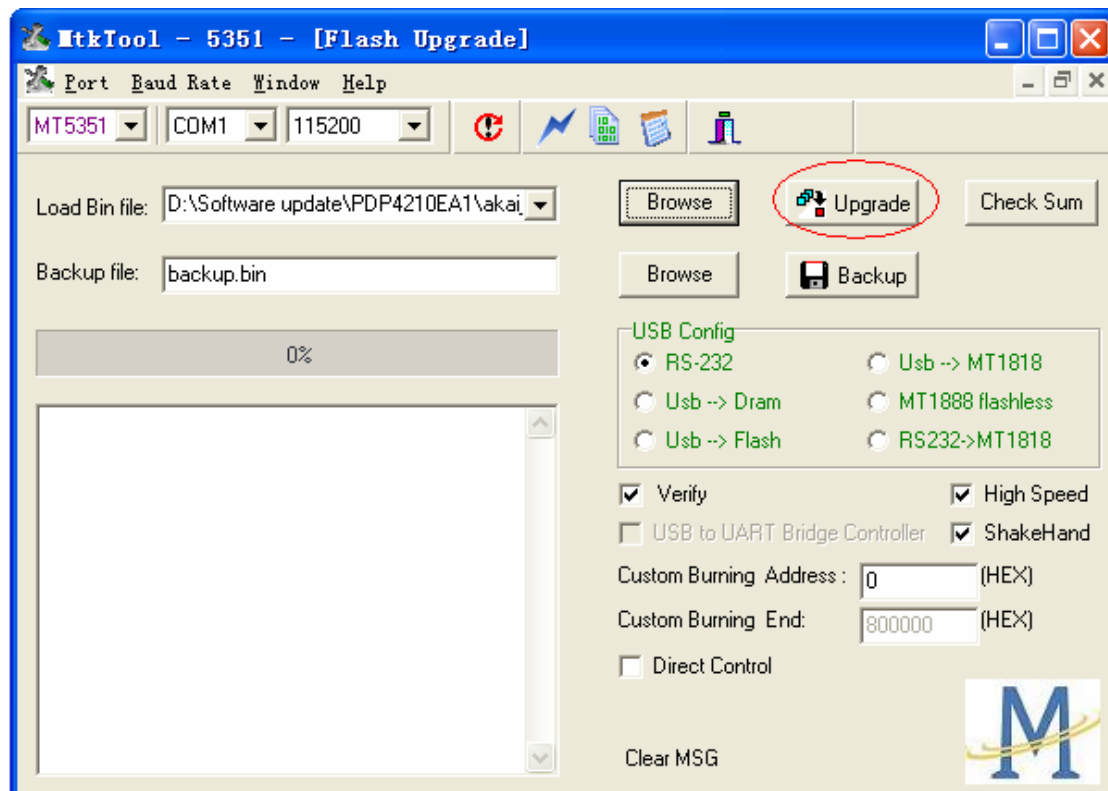 MtkTool - 5351 - [Flash Upgrade]
Port Baud Rate Window Help
MT5351 COM1 115200
Load Bin file: D:\Software update\PDP4210EA1\akai_ Browse Upgrade Check Sum
Backup file: backup.bin Browse Backup
0%
USB Config
RS-232 Usb --> MT1818
Usb --> Dram MT1888 flashless
Usb --> Flash RS232->MT1818
Verify High Speed
USB to UART Bridge Controller ShakeHand
Custom Burning Address : 0 (HEX)
Custom Burning End: 800000 (HEX)
Direct Control
Clear MSG
M